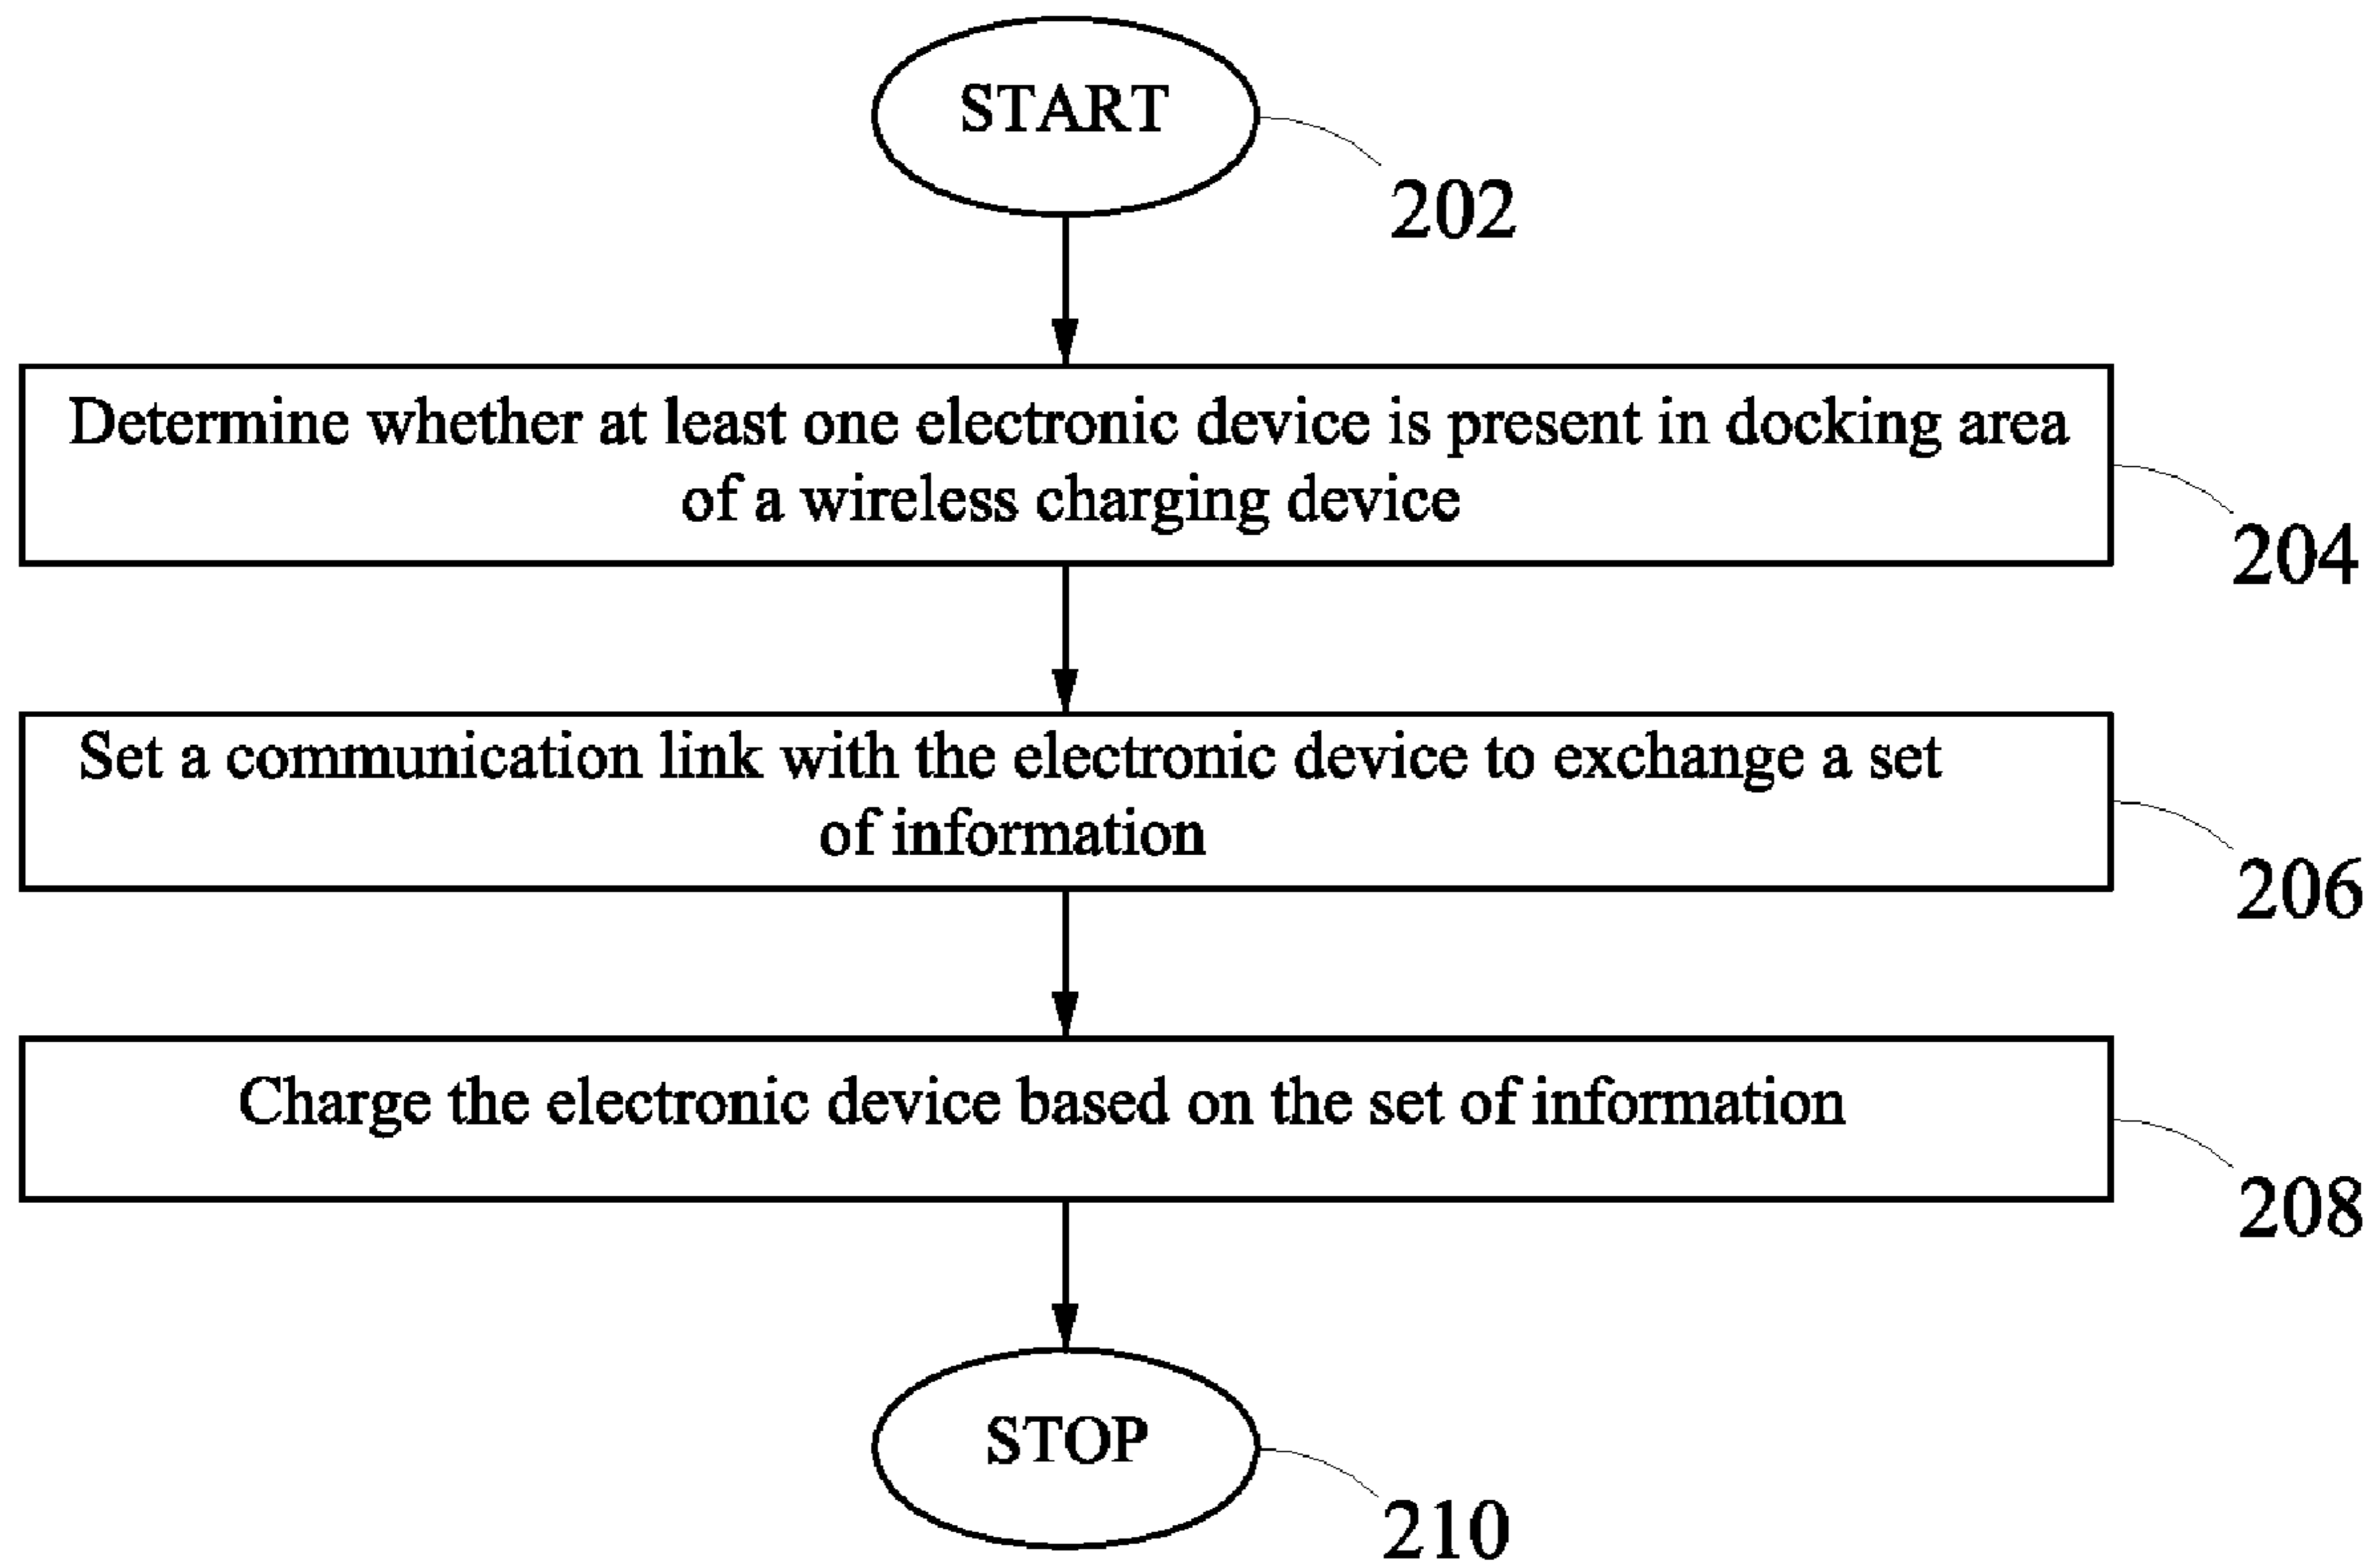 START
202
Determine whether at least one electronic device is present in docking area
of a wireless charging device
204
Set a communication link with the electronic device to exchange a set
of information
206
Charge the electronic device based on the set of information
208
STOP
210